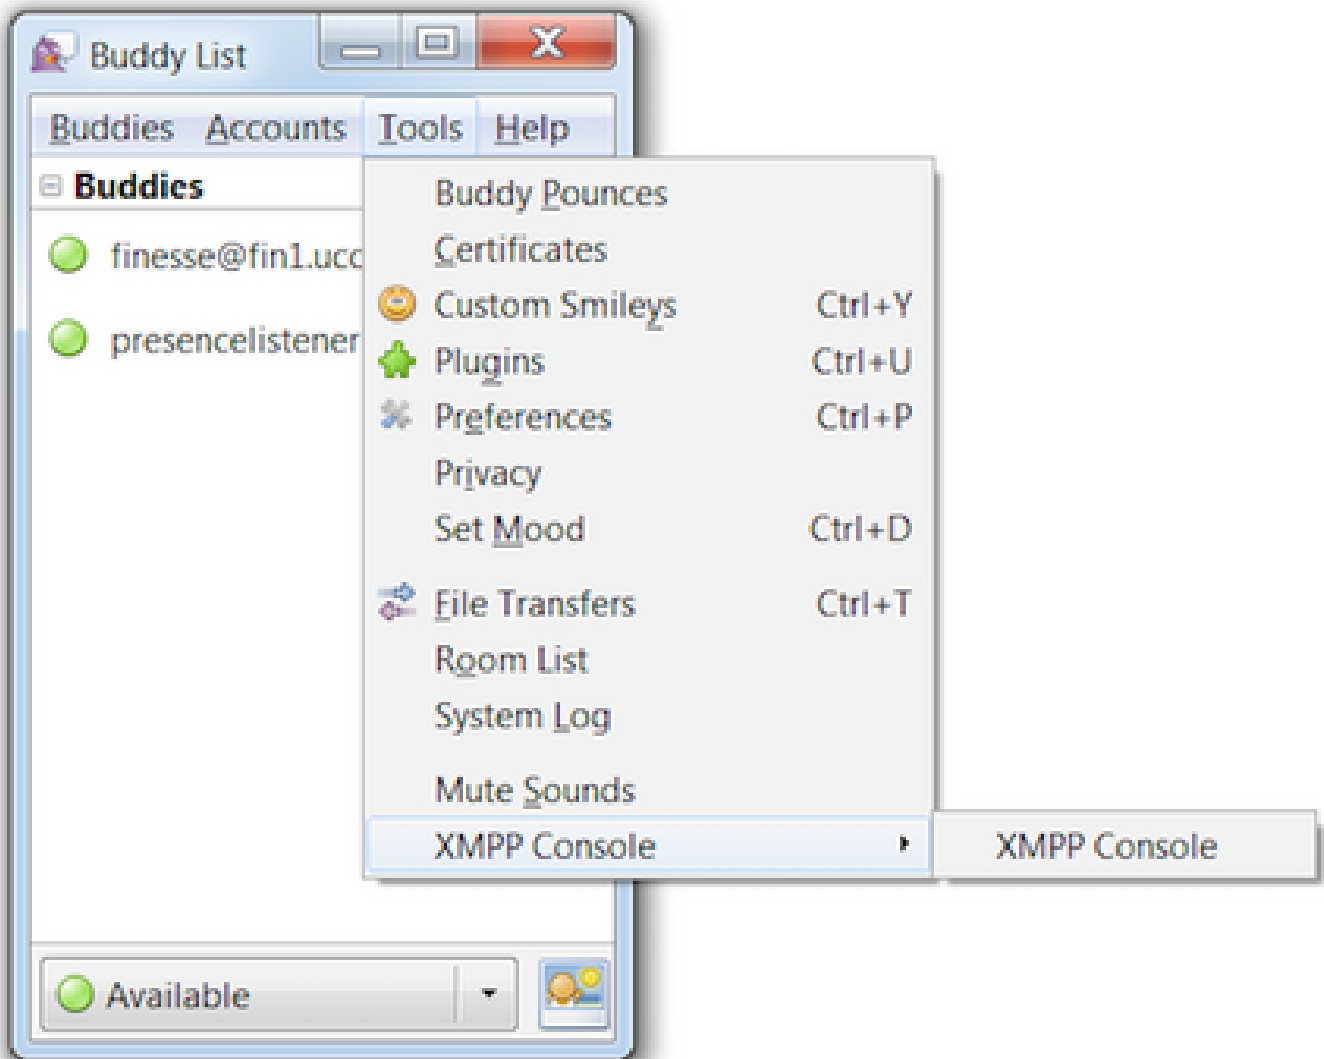 Buddy List
Buddies Accounts Tools Help
Buddies
finesse@fin1.ucc
presencelistener
Buddy Pounces
Certificates
Custom Smileys Ctrl+Y
Plugins Ctrl+U
Preferences Ctrl+P
Privacy
Set Mood Ctrl+D
File Transfers Ctrl+T
Room List
System Log
Mute Sounds
XMPP Console
XMPP Console
Available